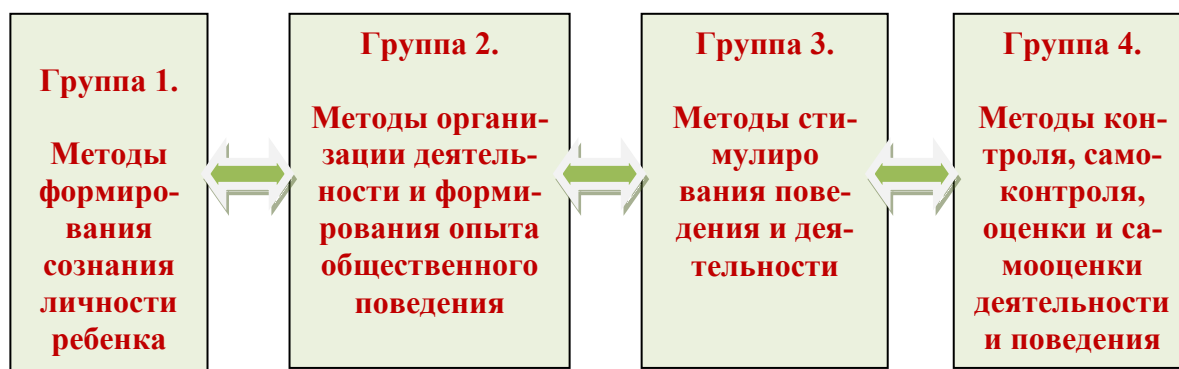 Группа 1.
Методы
формиро-
вания
сознания
личности
ребенка
Группа 2.
Методы органи-
зации деятель-
ности и форми-
рования опыта
общественного
поведения
Группа 3.
Методы сти-
мулиро
вания пове-
дения и дея-
тельности
Группа 4.
Методы кон-
троля, само-
контроля,
оценки и са-
мооценки
деятельности
и поведения